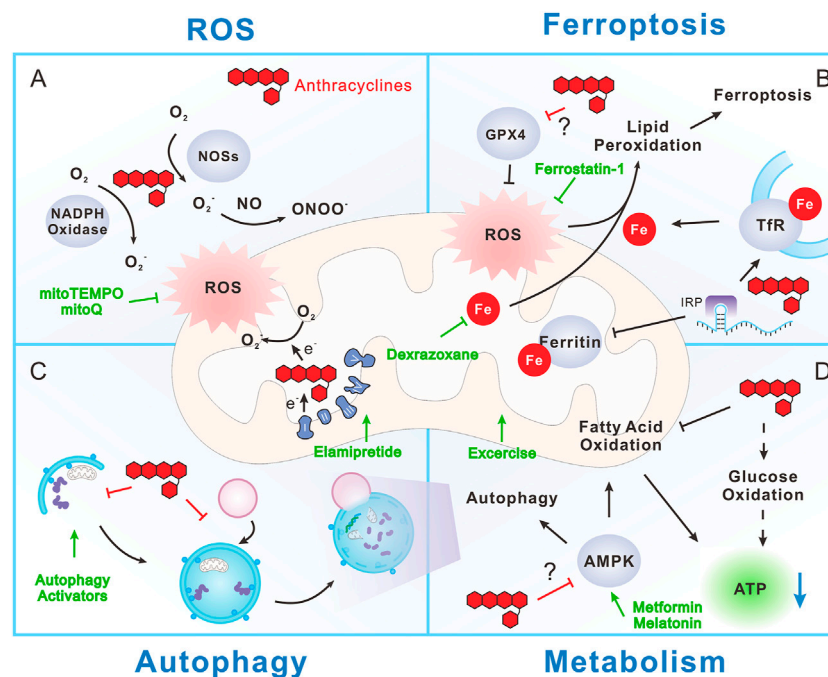 ROS
Ferroptosis
A
Anthracyclines
O2
NOSs
O2
NADPH
Oxidase
O2-
NO
ONOO-
O2-
mitoTEMPO
mitoQ
ROS
O2
O2-
e-
e-
Elamipretide
B
GPX4
?
Ferroptosis
Lipid
Peroxidation
Ferrostatin-1
ROS
Fe
TfR
Fe
IRP
Fe
Dexrazoxane
Ferritin
Fe
C
Autophagy
Activators
D
Excercise
Fatty Acid
Oxidation
Glucose
Oxidation
Autophagy
AMPK
?
Metformin
Melatonin
ATP
Autophagy
Metabolism